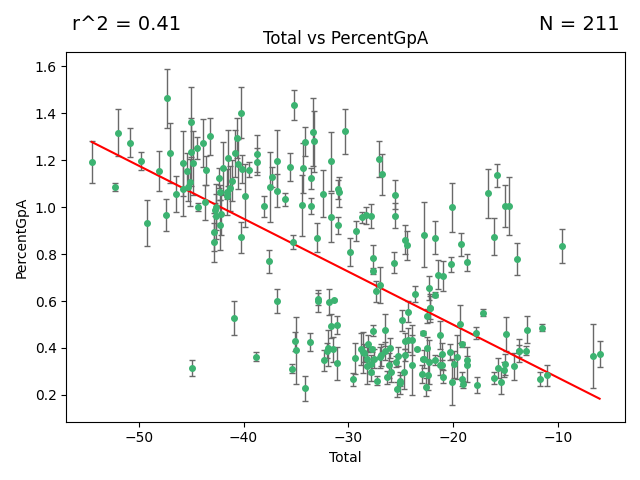 r^2 = 0.41
N = 211
Total vs PercentGpA
PercentGpA
1.6
1.4
1.2
1.0
0.8
0.6
0.4
0.2
−50
−40
−30
−20
−10
Total